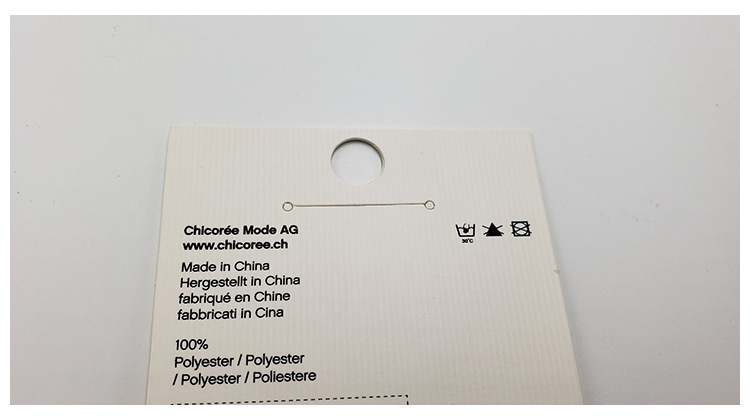 Chicorée Mode AG
www.chicoree.ch
30°C
Made in China
Hergestellt in China
fabriqué en Chine
fabbricati in Cina
100%
Polyester / Polyester
/ Polyester / Poliestere